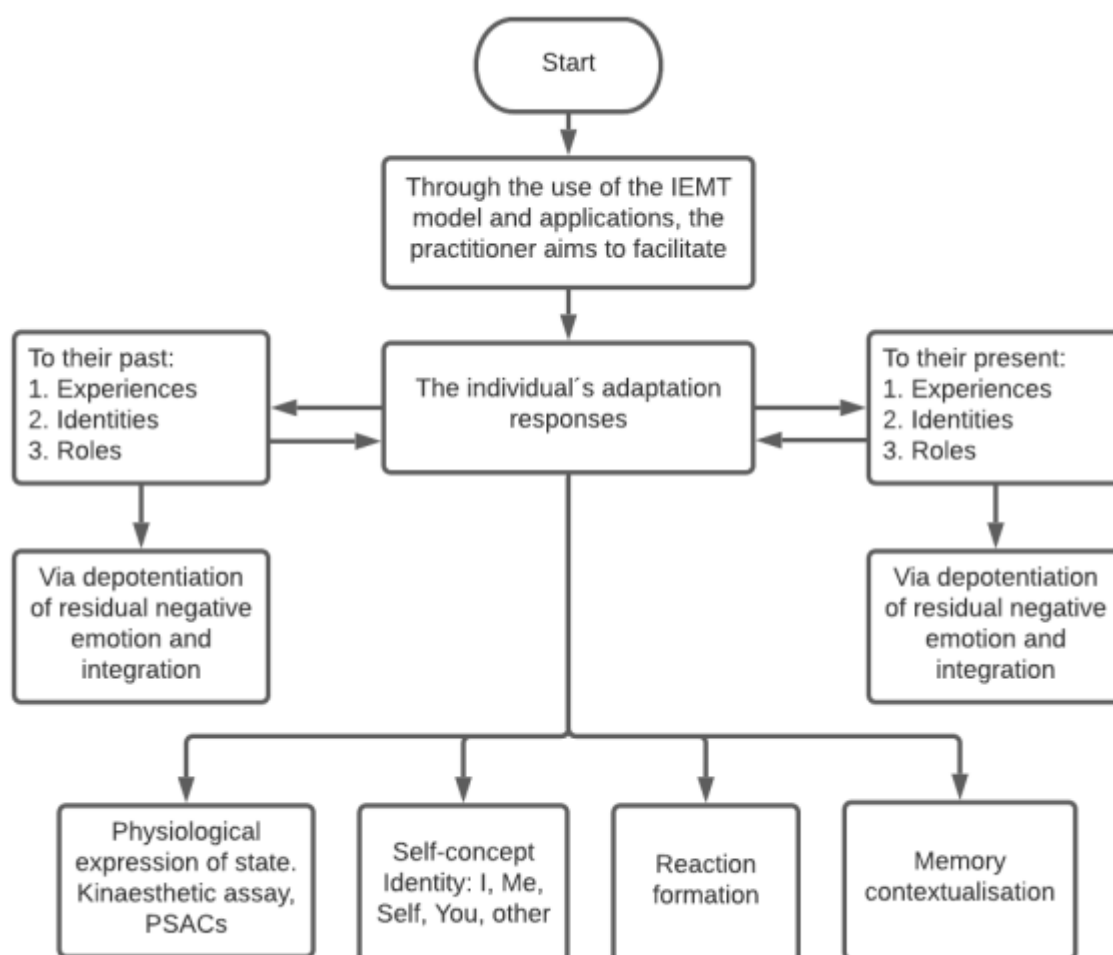 Start
Through the use of the IEMT
model and applications, the
practitioner aims to facilitate
To their past:
1. Experiences
2. Identities
3. Roles
The individual´s adaptation
responses
To their present:
1. Experiences
2. Identities
3. Roles
Via depotentiation
of residual negative
emotion and
integration
Via depotentiation
of residual negative
emotion and
integration
Physiological
expression of state.
Kinaesthetic assay,
PSACs
Self-concept
Identity: I, Me,
Self, You, other
Reaction
formation
Memory
contextualisation